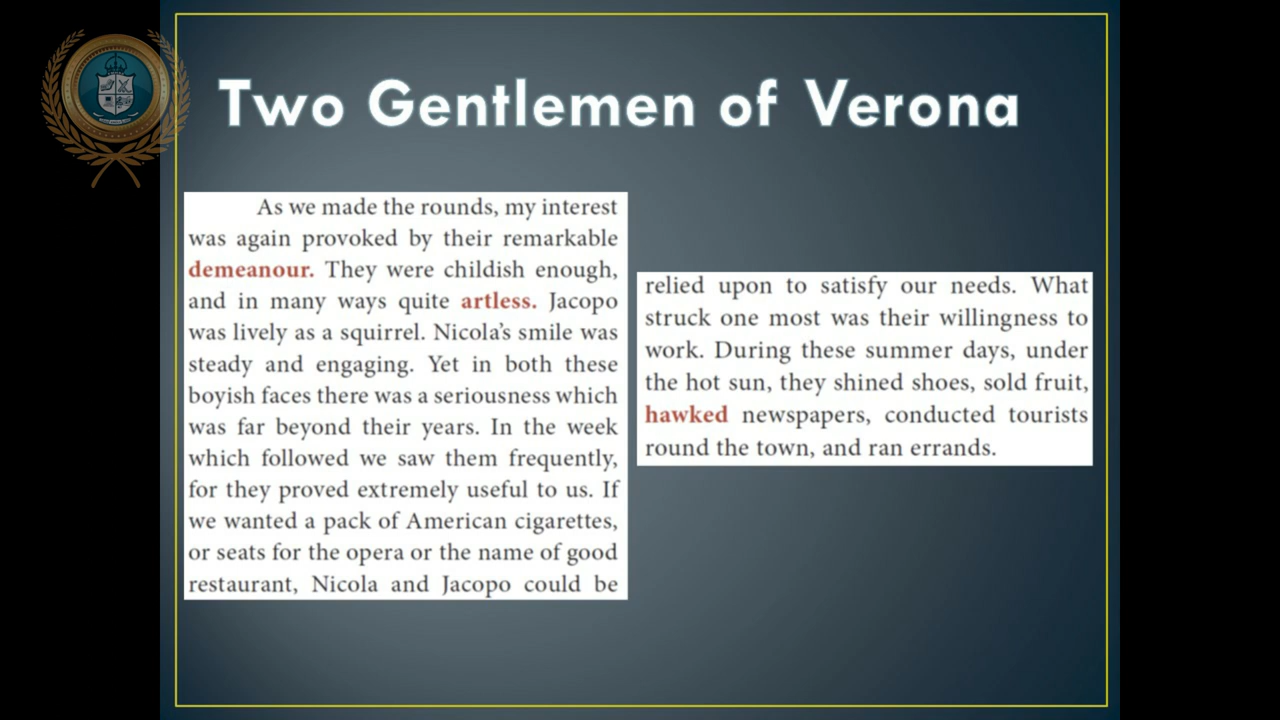 Two Gentlemen of Verona
As we made the rounds, my interest
was again provoked by their remarkable
demeanour. They were childish enough,
and in many ways quite artless. Jacopo
was lively as a squirrel. Nicola's smile was
steady and engaging. Yet in both these
boyish faces there was a seriousness which
was far beyond their years. In the week
which followed we saw them frequently,
for they proved extremely useful to us. If
we wanted a pack of American cigarettes,
or seats for the opera or the name of good
restaurant, Nicola and Jacopo could be
relied upon to satisfy our needs. What
struck one most was their willingness to
work. During these summer days, under
the hot sun, they shined shoes, sold fruit,
hawked newspapers, conducted tourists
round the town, and ran errands.